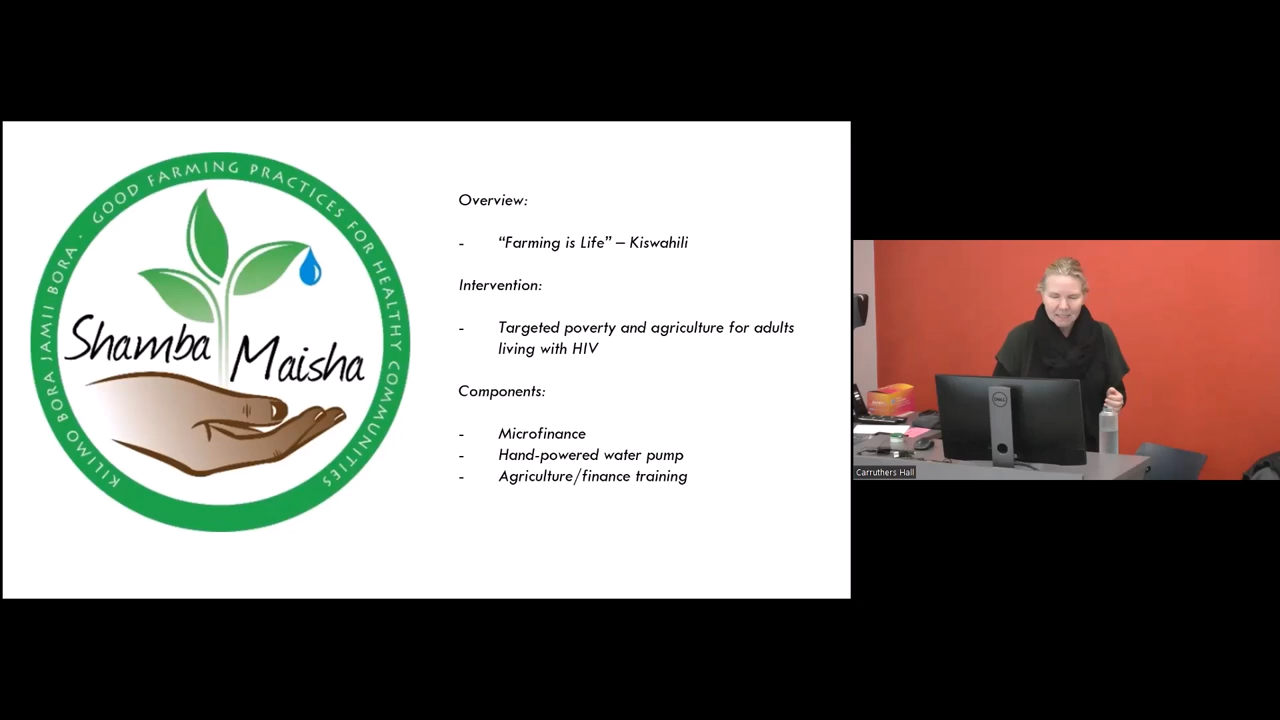 KILIMO BORA JAMII BORA · GOOD FARMING PRACTICES FOR HEALTHY COMMUNITIES
Shamba Maisha
Overview:
- “Farming is Life” – Kiswahili
Intervention:
- Targeted poverty and agriculture for adults
living with HIV
Components:
- Microfinance
- Hand-powered water pump
- Agriculture/finance training
DELL
Carruthers Hall